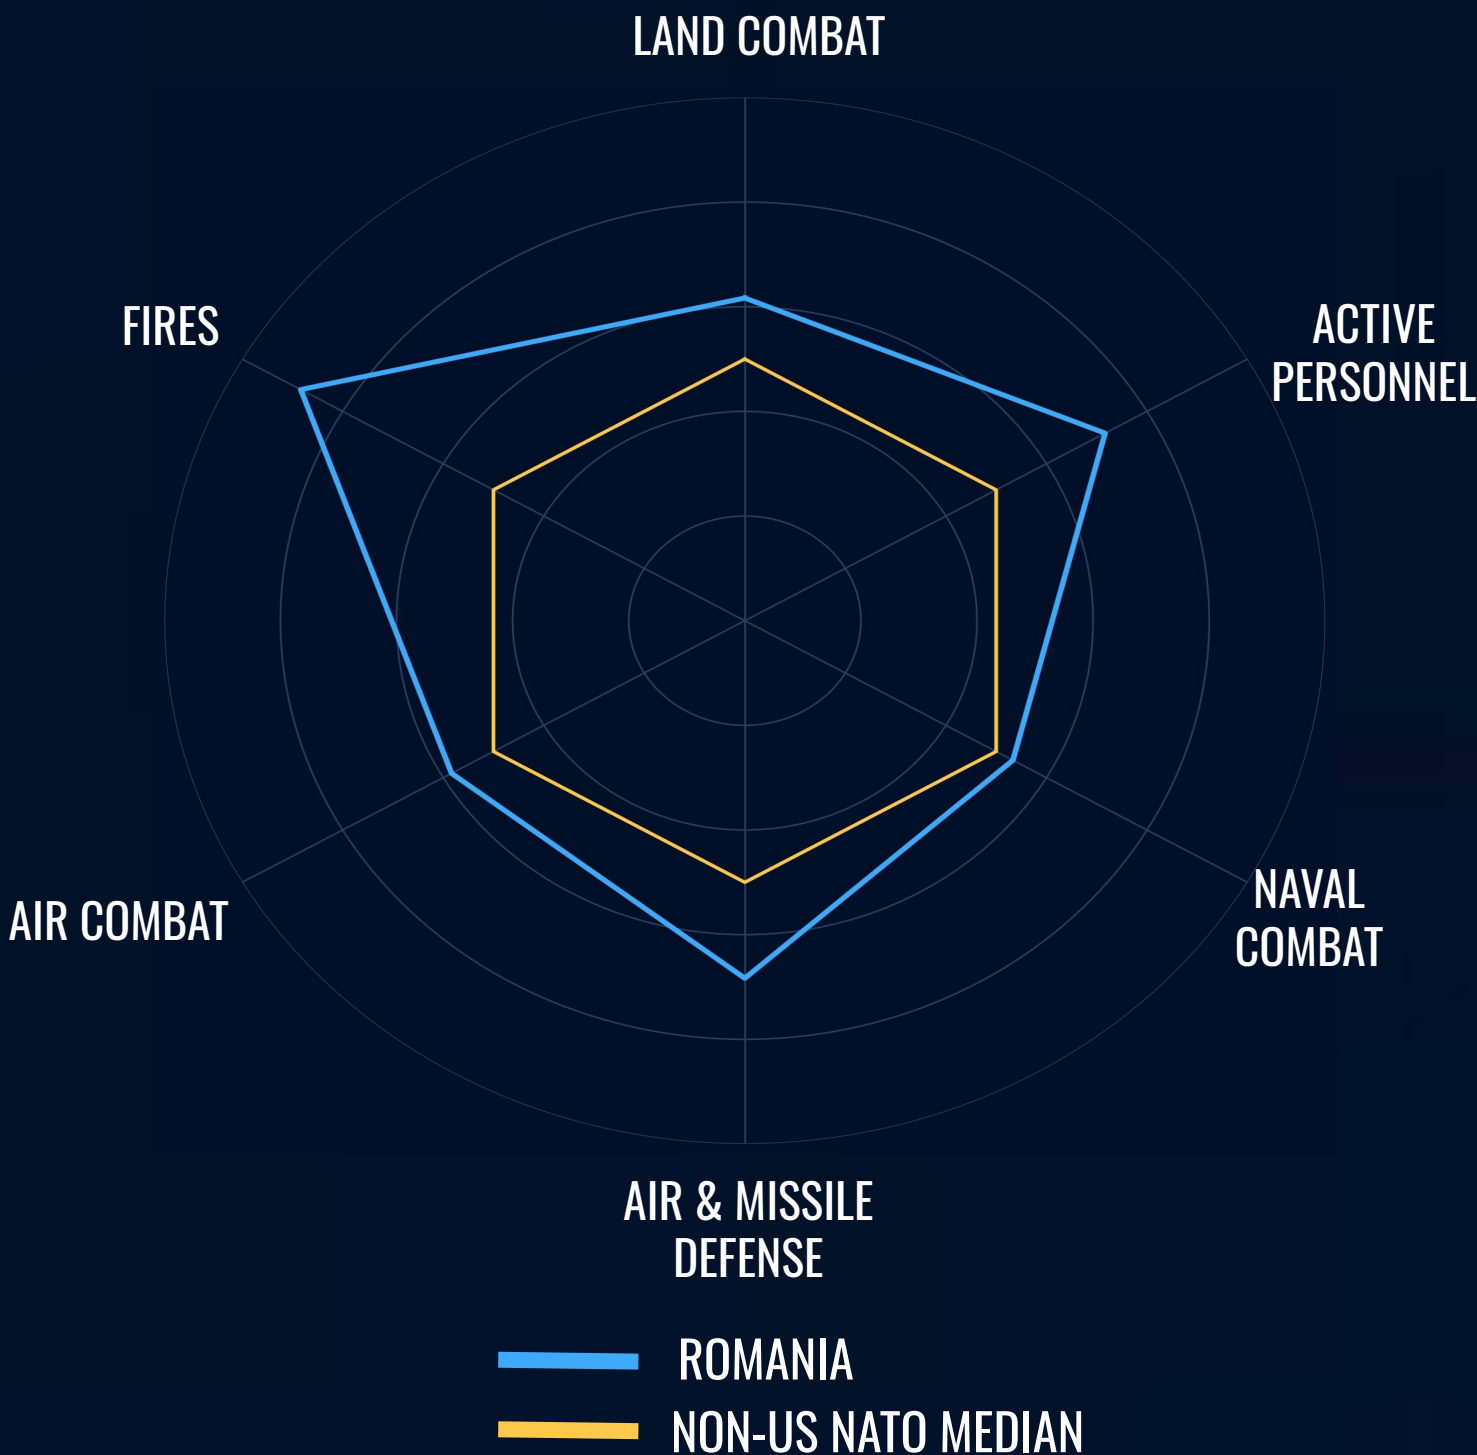 LAND COMBAT
FIRES
ACTIVE
PERSONNEL
AIR COMBAT
NAVAL
COMBAT
AIR & MISSILE
DEFENSE
ROMANIA
NON-US NATO MEDIAN